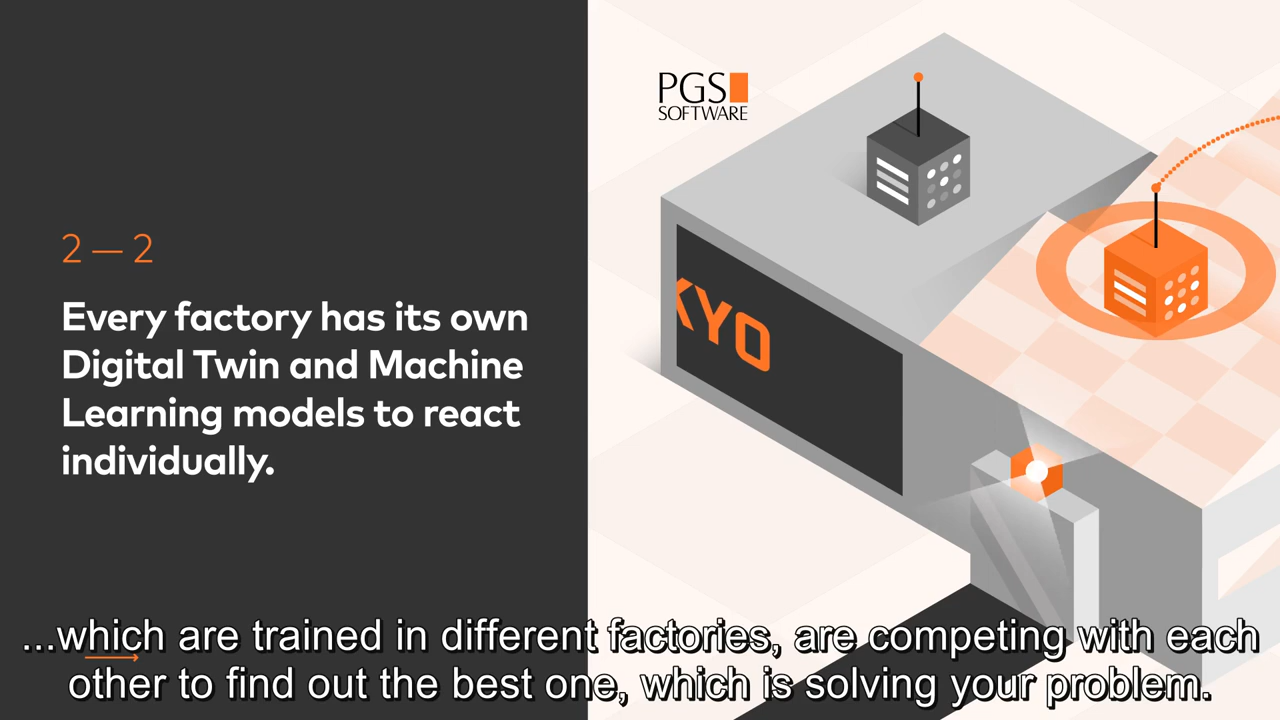 PGS
SOFTWARE
KYO
2 — 2
Every factory has its own
Digital Twin and Machine
Learning models to react
individually.
...which are trained in different factories, are competing with each
other to find out the best one, which is solving your problem.